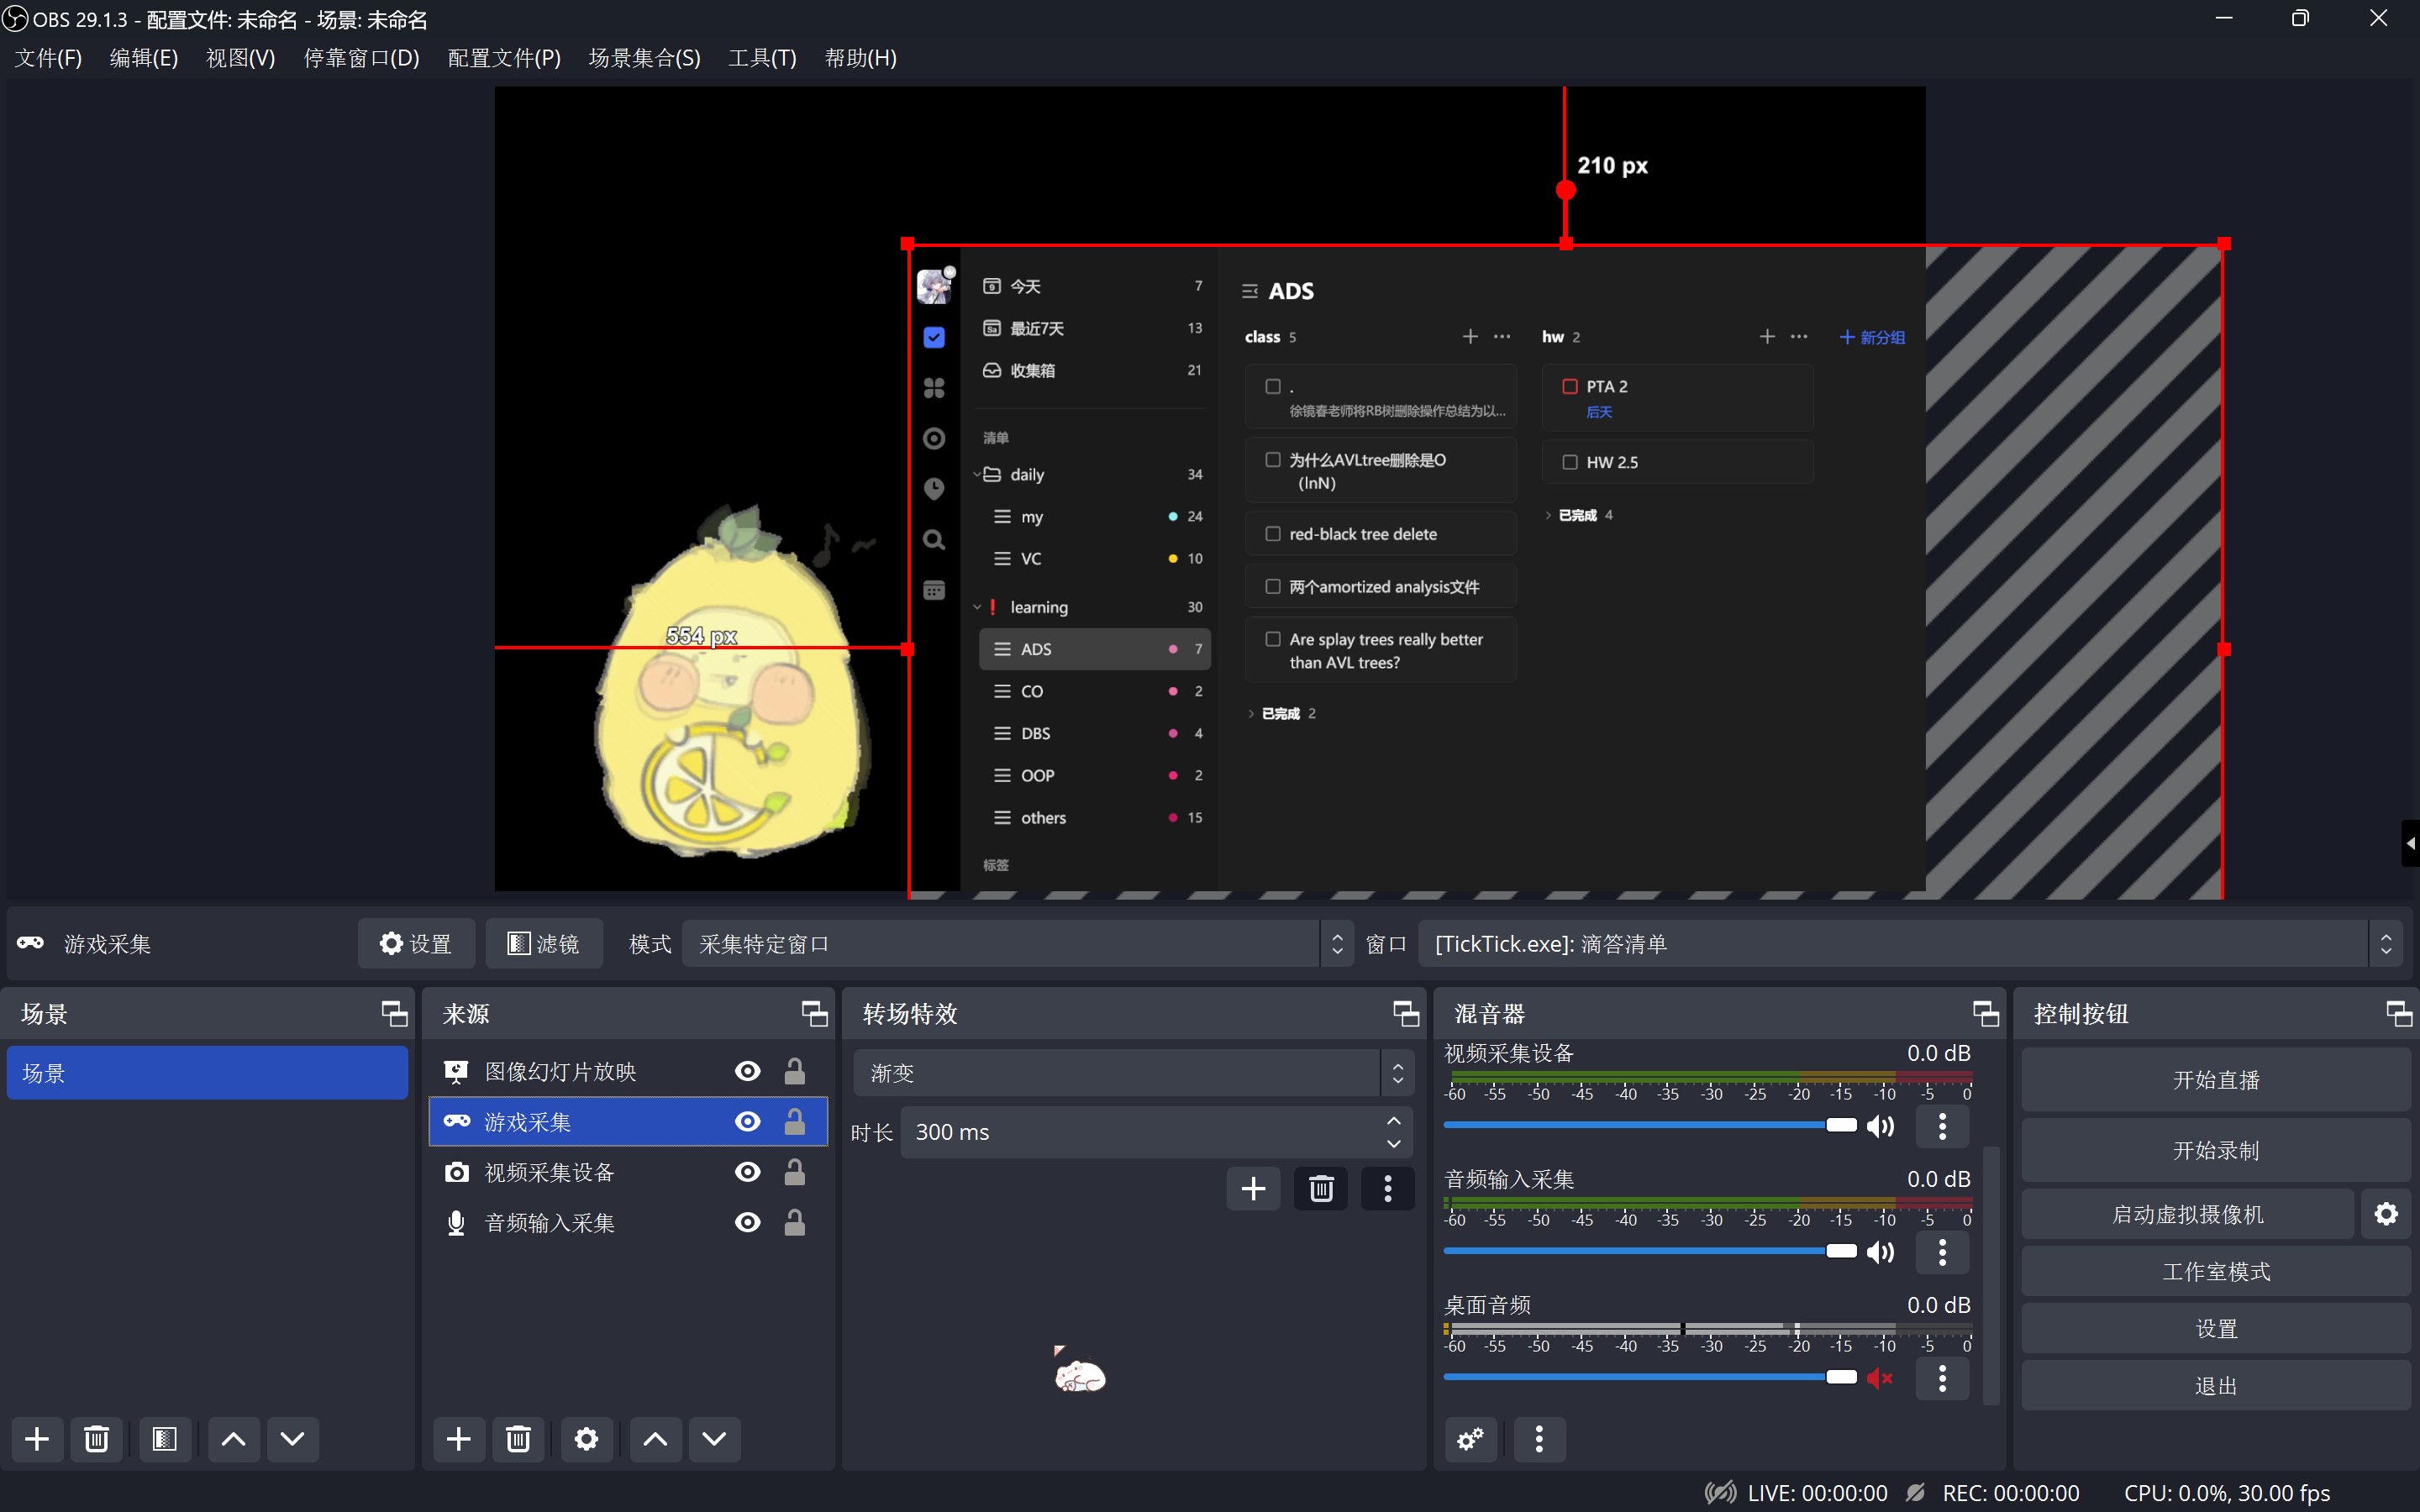 OBS 29.1.3 - 配置文件: 未命名 - 场景: 未命名
文件(F) 编辑(E) 视图(V) 停靠窗口(D) 配置文件(P) 场景集合(S) 工具(T) 帮助(H)
210 px
554 px
今天 7
最近7天 13
收集箱 21
清单
daily 34
my 24
VC 10
learning 30
ADS 7
CO 2
DBS 4
OOP 2
others 15
标签
ADS
class 5
.
徐镜春老师将RB树删除操作总结为以...
为什么AVLtree删除是O
(lnN)
red-black tree delete
两个amortized analysis文件
Are splay trees really better
than AVL trees?
已完成 2
hw 2
PTA 2
后天
HW 2.5
已完成 4
新分组
游戏采集 设置 滤镜 模式 采集特定窗口 窗口 [TickTick.exe]: 滴答清单
场景
场景
来源
图像幻灯片放映
游戏采集
视频采集设备
音频输入采集
转场特效
渐变
时长 300 ms
混音器
视频采集设备 0.0 dB
-60 -55 -50 -45 -40 -35 -30 -25 -20 -15 -10 -5 0
音频输入采集 0.0 dB
-60 -55 -50 -45 -40 -35 -30 -25 -20 -15 -10 -5 0
桌面音频 0.0 dB
-60 -55 -50 -45 -40 -35 -30 -25 -20 -15 -10 -5 0
控制按钮
开始直播
开始录制
启动虚拟摄像机
工作室模式
设置
退出
LIVE: 00:00:00 REC: 00:00:00 CPU: 0.0%, 30.00 fps